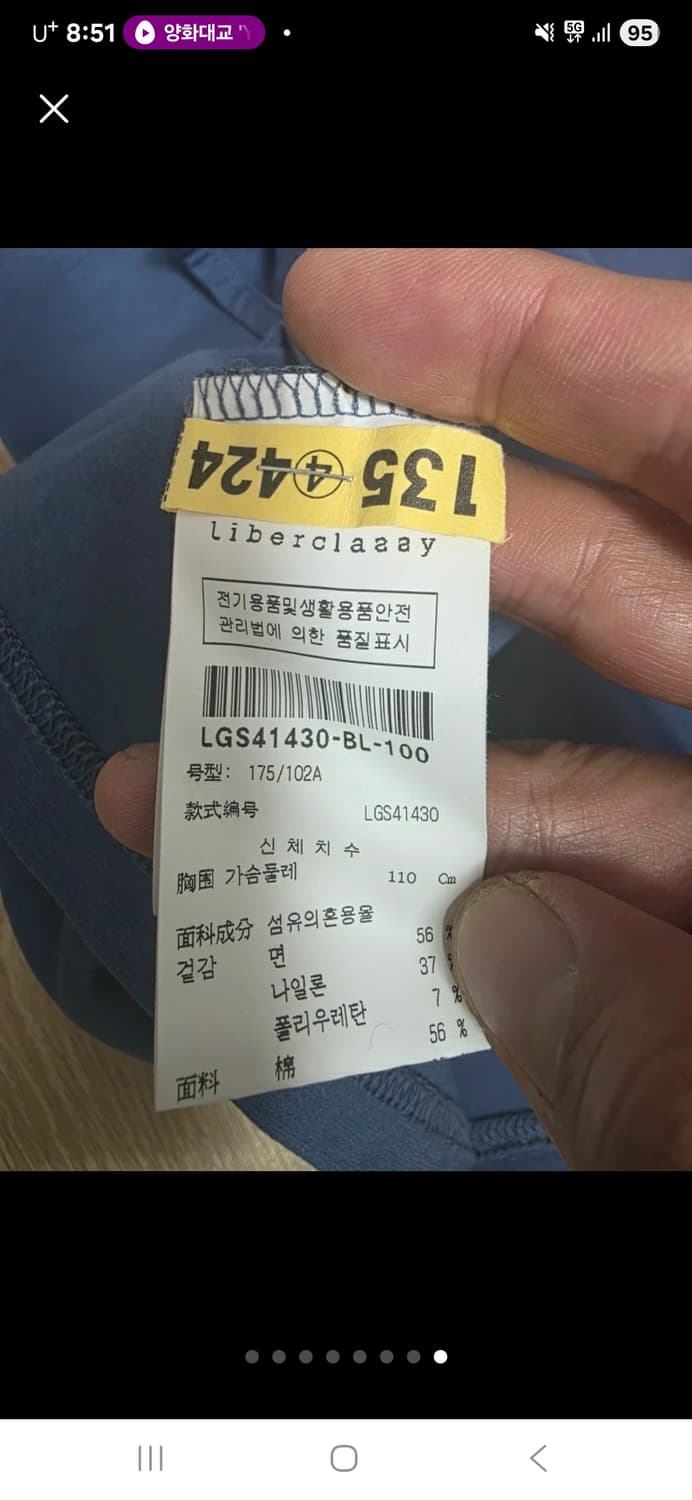 U+ 8:51 양화대교
5G 95
135 ④ 424
liberclassy
전기용품및생활용품안전
관리법에 의한 품질표시
LGS41430-BL-100
号型: 175/102A
款式编号 LGS41430
신체치수
胸围 가슴둘레 110 Cm
面料成分 섬유의혼용율
겉감 면 56 %
나일론 37 %
폴리우레탄 7 %
面料 棉 56 %